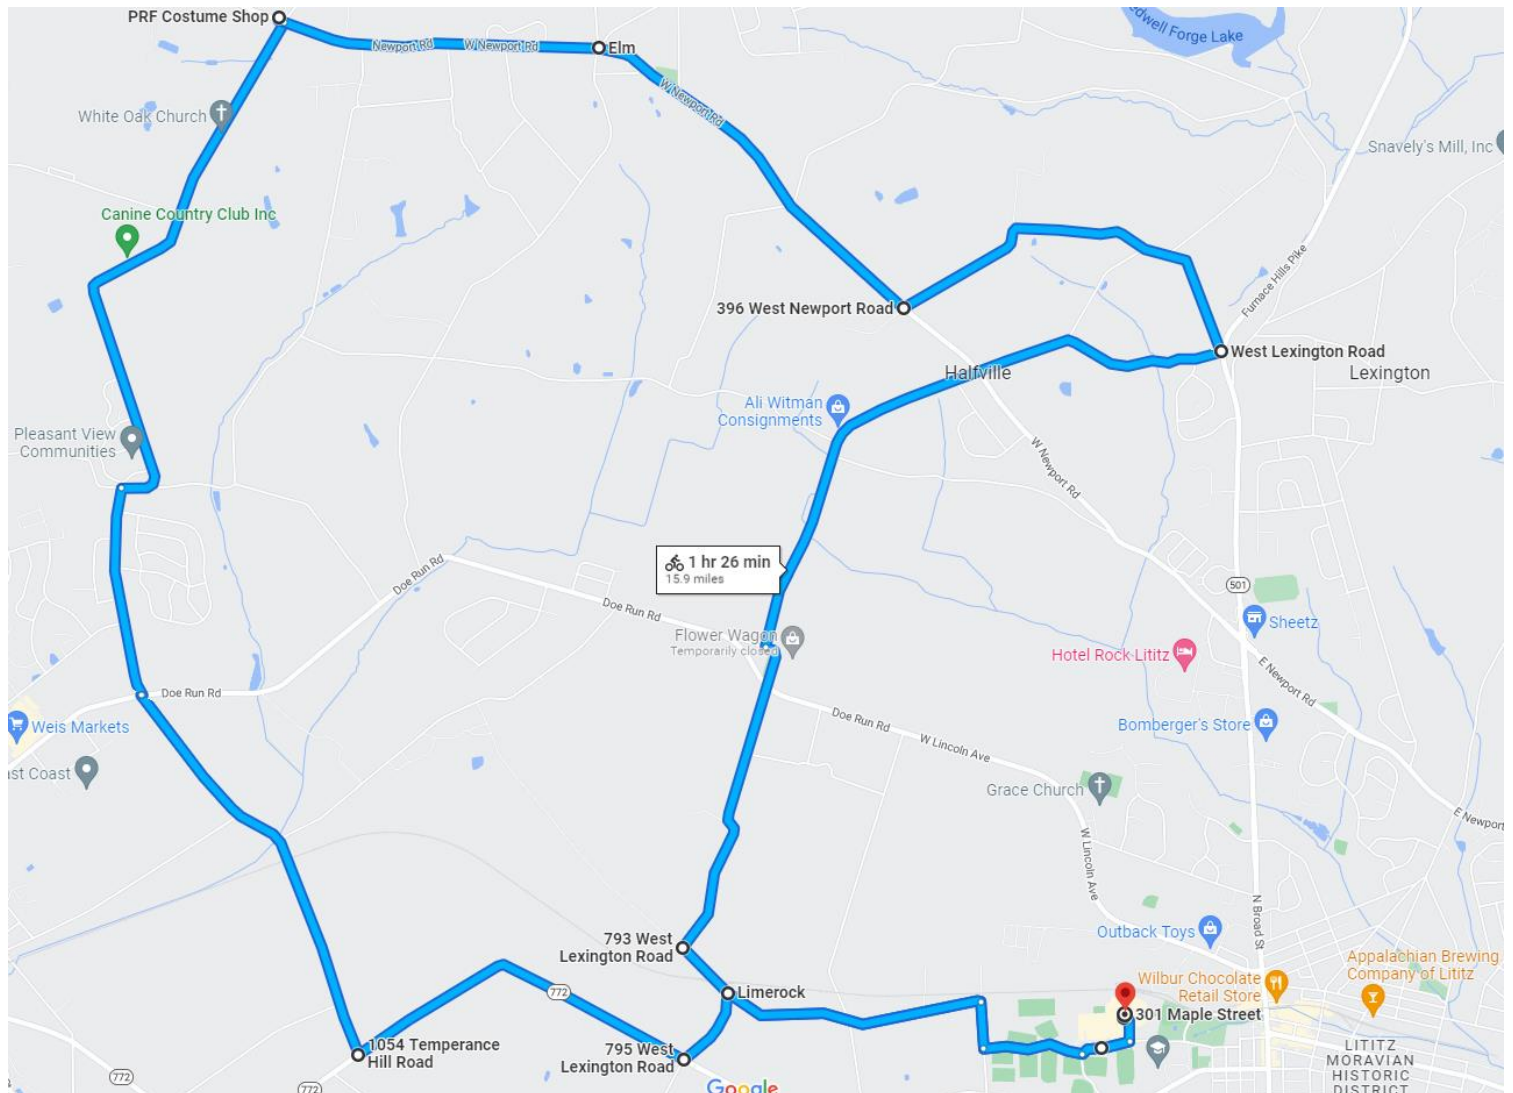 PRF Costume Shop
Newport Rd
W Newport Rd
Elm
edwell Forge Lake
W Newport Rd
White Oak Church
Snavely's Mill, Inc
Canine Country Club Inc
Furnace Hills Pike
396 West Newport Road
West Lexington Road
Halfville
Lexington
Ali Witman
Consignments
Pleasant View
Communities
W Newport Rd
1 hr 26 min
15.9 miles
Doe Run Rd
501
Doe Run Rd
Sheetz
Flower Wagon
Temporarily closed
Hotel Rock Lititz
E Newport Rd
Doe Run Rd
Weis Markets
Doe Run Rd
W Lincoln Ave
Bomberger's Store
ast Coast
Grace Church
E Newport
W Lincoln Ave
N Broad St
793 West
Lexington Road
Outback Toys
Appalachian Brewing
Company of Lititz
Wilbur Chocolate
Retail Store
772
Limerock
301 Maple Street
1054 Temperance
Hill Road
795 West
Lexington Road
LITITZ
MORAVIAN
HISTORIC
DISTRICT
772
772
Google